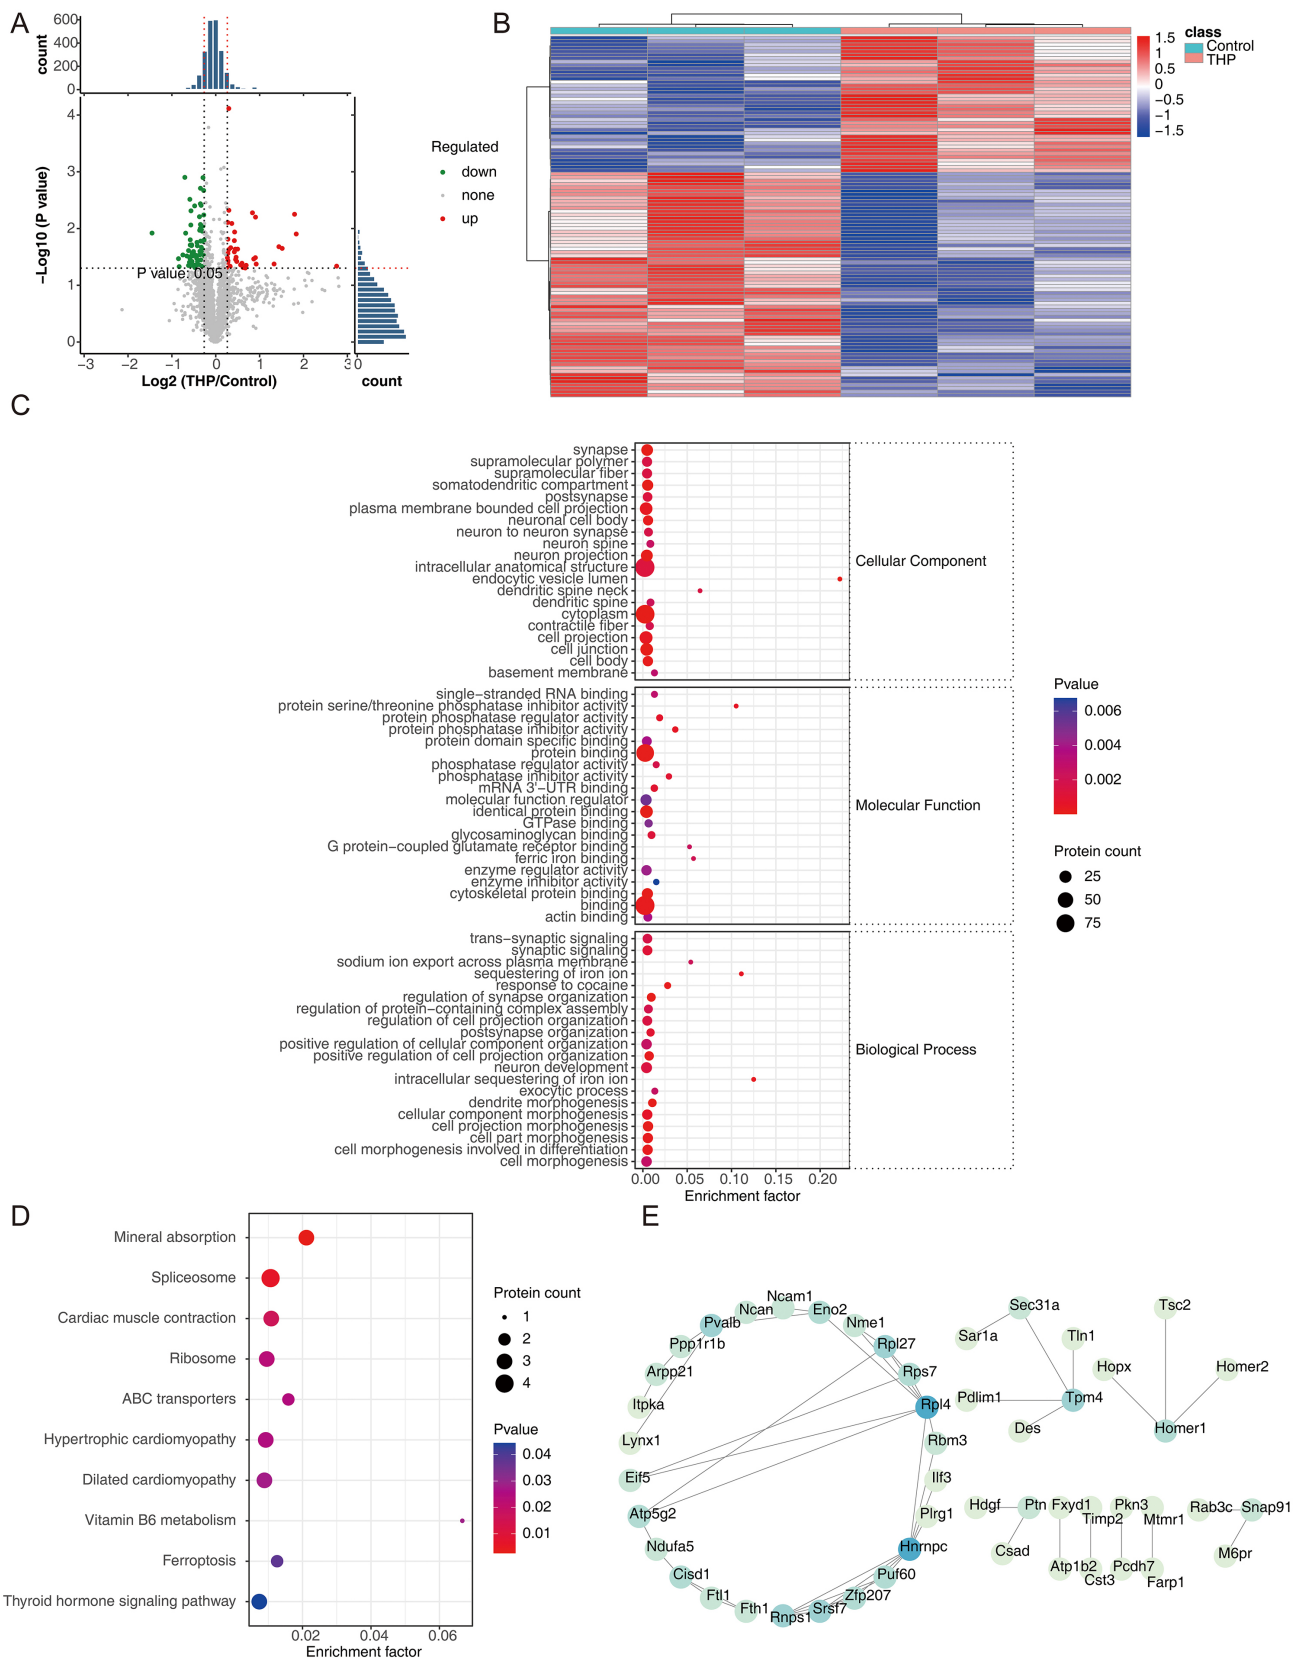 A
600
400
200
0
count
4
3
2
1
0
−Log10 (P value)
P value: 0.05
−3
−2
−1
0
1
2
3
0
Log2 (THP/Control)
count
Regulated
down
none
up
B
1.5
1
0.5
0
−0.5
−1
−1.5
class
Control
THP
C
synapse
supramolecular polymer
supramolecular fiber
somatodendritic compartment
postsynapse
plasma membrane bounded cell projection
neuronal cell body
neuron to neuron synapse
neuron spine
neuron projection
intracellular anatomical structure
endocytic vesicle lumen
dendritic spine neck
dendritic spine
cytoplasm
contractile fiber
cell projection
cell junction
cell body
basement membrane
Cellular Component
single−stranded RNA binding
protein serine/threonine phosphatase inhibitor activity
protein phosphatase regulator activity
protein phosphatase inhibitor activity
protein domain specific binding
protein binding
phosphatase regulator activity
phosphatase inhibitor activity
mRNA 3'−UTR binding
molecular function regulator
identical protein binding
GTPase binding
glycosaminoglycan binding
G protein−coupled glutamate receptor binding
ferric iron binding
enzyme regulator activity
enzyme inhibitor activity
cytoskeletal protein binding
binding
actin binding
Molecular Function
trans−synaptic signaling
synaptic signaling
sodium ion export across plasma membrane
sequestering of iron ion
response to cocaine
regulation of synapse organization
regulation of protein−containing complex assembly
regulation of cell projection organization
postsynapse organization
positive regulation of cellular component organization
positive regulation of cell projection organization
neuron development
intracellular sequestering of iron ion
exocytic process
dendrite morphogenesis
cellular component morphogenesis
cell projection morphogenesis
cell part morphogenesis
cell morphogenesis involved in differentiation
cell morphogenesis
Biological Process
0.00
0.05
0.10
0.15
0.20
Enrichment factor
Pvalue
0.006
0.004
0.002
Protein count
25
50
75
D
Mineral absorption
Spliceosome
Cardiac muscle contraction
Ribosome
ABC transporters
Hypertrophic cardiomyopathy
Dilated cardiomyopathy
Vitamin B6 metabolism
Ferroptosis
Thyroid hormone signaling pathway
0.02
0.04
0.06
Enrichment factor
Protein count
1
2
3
4
Pvalue
0.04
0.03
0.02
0.01
E
Ncam1
Ncan
Eno2
Pvalb
Nme1
Ppp1r1b
Rpl27
Arpp21
Rps7
Itpka
Rpl4
Lynx1
Rbm3
Eif5
Ilf3
Atp5g2
Plrg1
Ndufa5
Hnrnpc
Cisd1
Puf60
Ftl1
Zfp207
Fth1
Srsf7
Rnps1
Sec31a
Sar1a
Tln1
Pdlim1
Tpm4
Des
Tsc2
Hopx
Homer2
Homer1
Hdgf
Ptn
Csad
Fxyd1
Atp1b2
Timp2
Cst3
Pkn3
Pcdh7
Mtmr1
Farp1
Rab3c
Snap91
M6pr